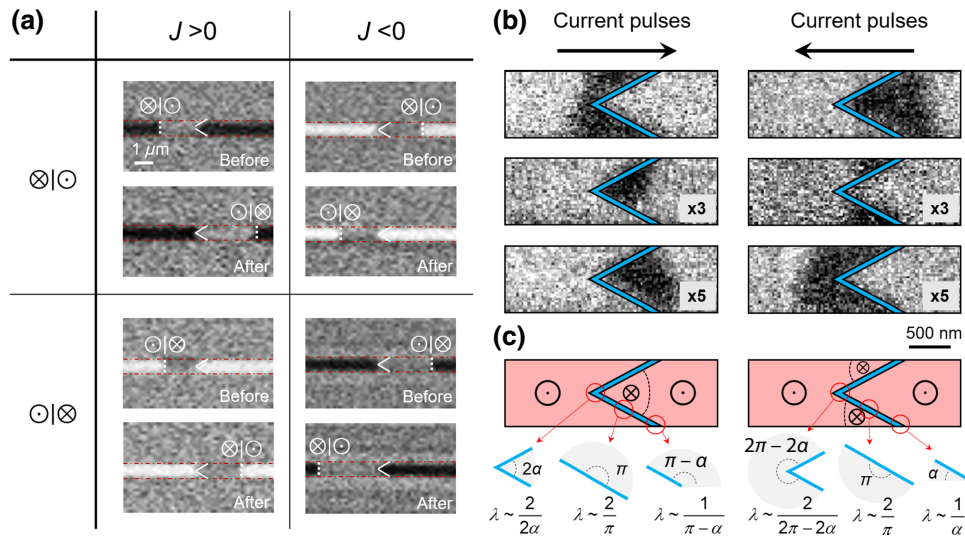 (a)
J >0
J <0
⊗|⊙
⊗|⊙
1 μm
Before
⊗|⊙
Before
⊙|⊗
After
⊙|⊗
After
⊙|⊗
⊙|⊗
Before
⊙|⊗
Before
⊗|⊙
After
⊗|⊙
After
(b)
Current pulses
Current pulses
x3
x3
x5
x5
500 nm
(c)
⊙ ⊗ ⊙
⊙ ⊗ ⊗ ⊙
2α
π
π − α
λ ~ 2/2α
λ ~ 2/π
λ ~ 1/(π − α)
2π − 2α
π
α
λ ~ 2/(2π − 2α)
λ ~ 2/π
λ ~ 1/α